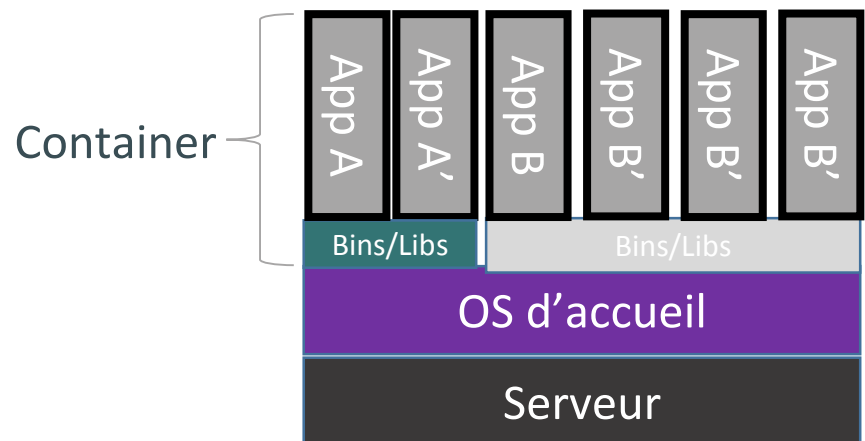 Container
App A
App A’
App B
App B’
App B’
App B’
Bins/Libs
Bins/Libs
OS d’accueil
Serveur